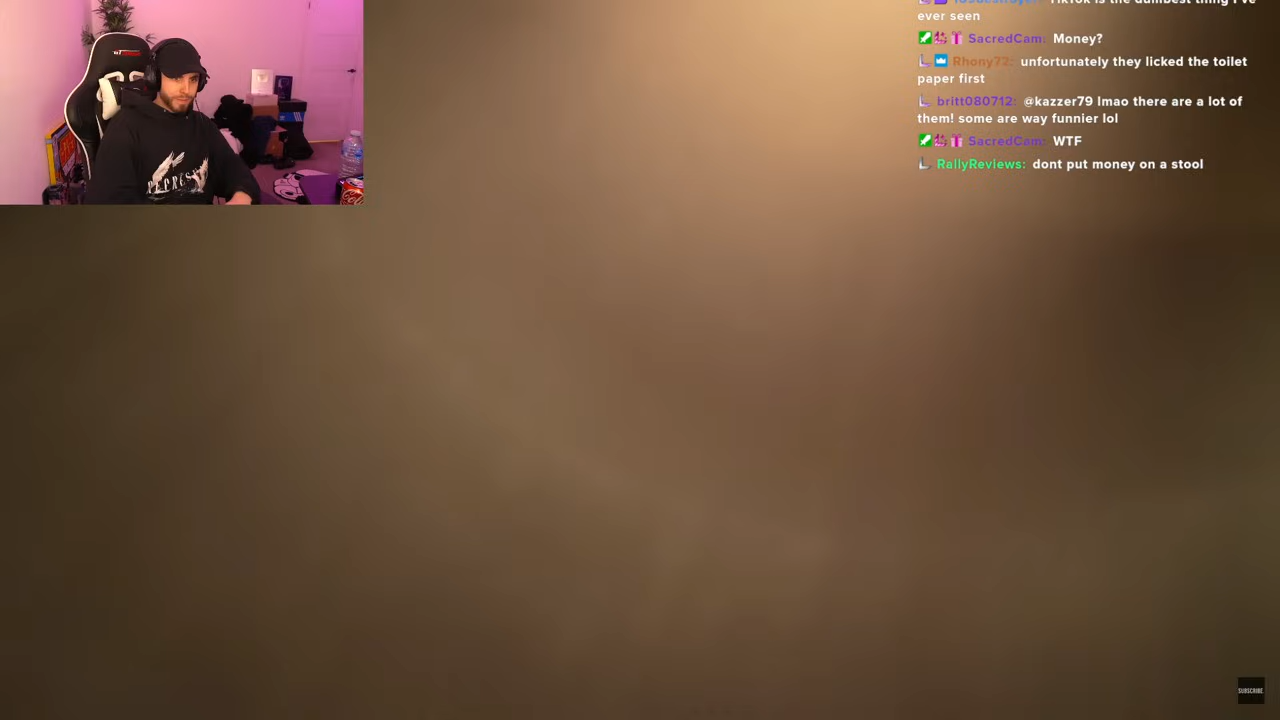 ever seen
SacredCam: Money?
Rhony72: unfortunately they licked the toilet
paper first
britt080712: @kazzer79 lmao there are a lot of
them! some are way funnier lol
SacredCam: WTF
RallyReviews: dont put money on a stool
SUBSCRIBE